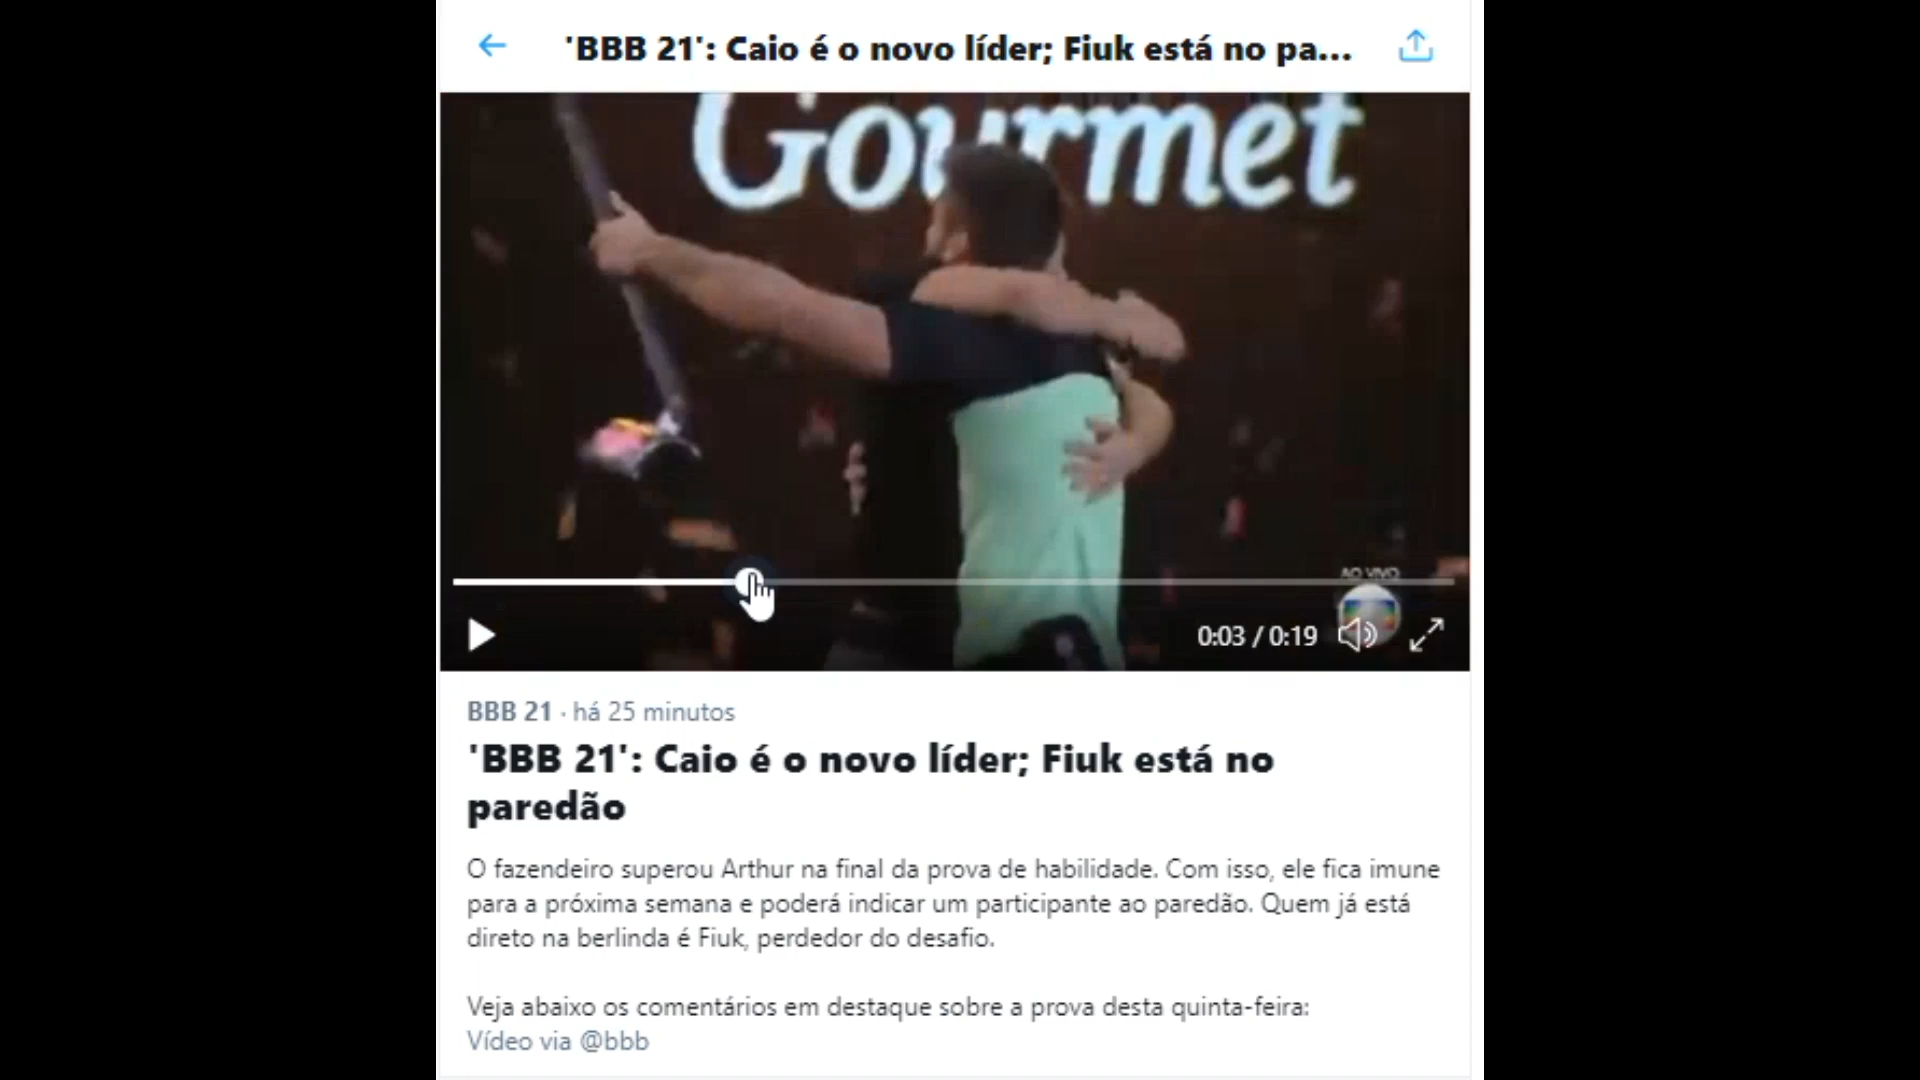 'BBB 21': Caio é o novo líder; Fiuk está no pa...
Gourmet
AO VIVO
0:03 / 0:19
BBB 21 · há 25 minutos
'BBB 21': Caio é o novo líder; Fiuk está no
paredão
O fazendeiro superou Arthur na final da prova de habilidade. Com isso, ele fica imune
para a próxima semana e poderá indicar um participante ao paredão. Quem já está
direto na berlinda é Fiuk, perdedor do desafio.
Veja abaixo os comentários em destaque sobre a prova desta quinta-feira:
Vídeo via @bbb